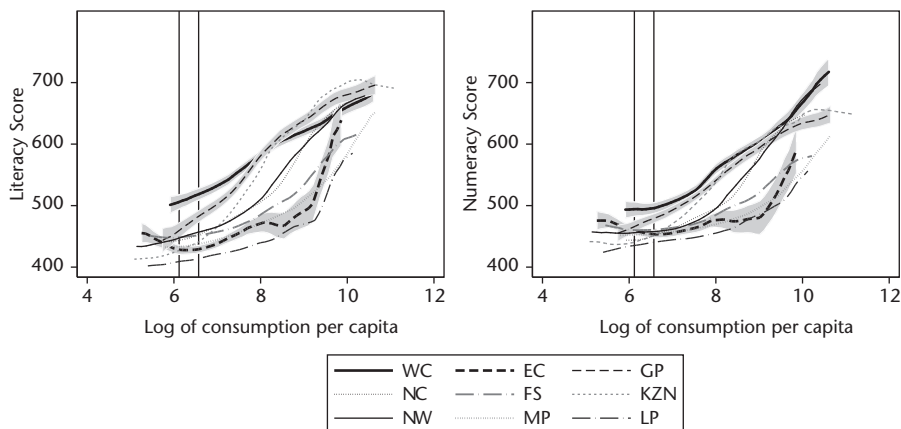 Literacy Score
700
600
500
400
4 6 8 10 12
Log of consumption per capita
Numeracy Score
700
600
500
400
4 6 8 10 12
Log of consumption per capita
WC EC GP
NC FS KZN
NW MP LP